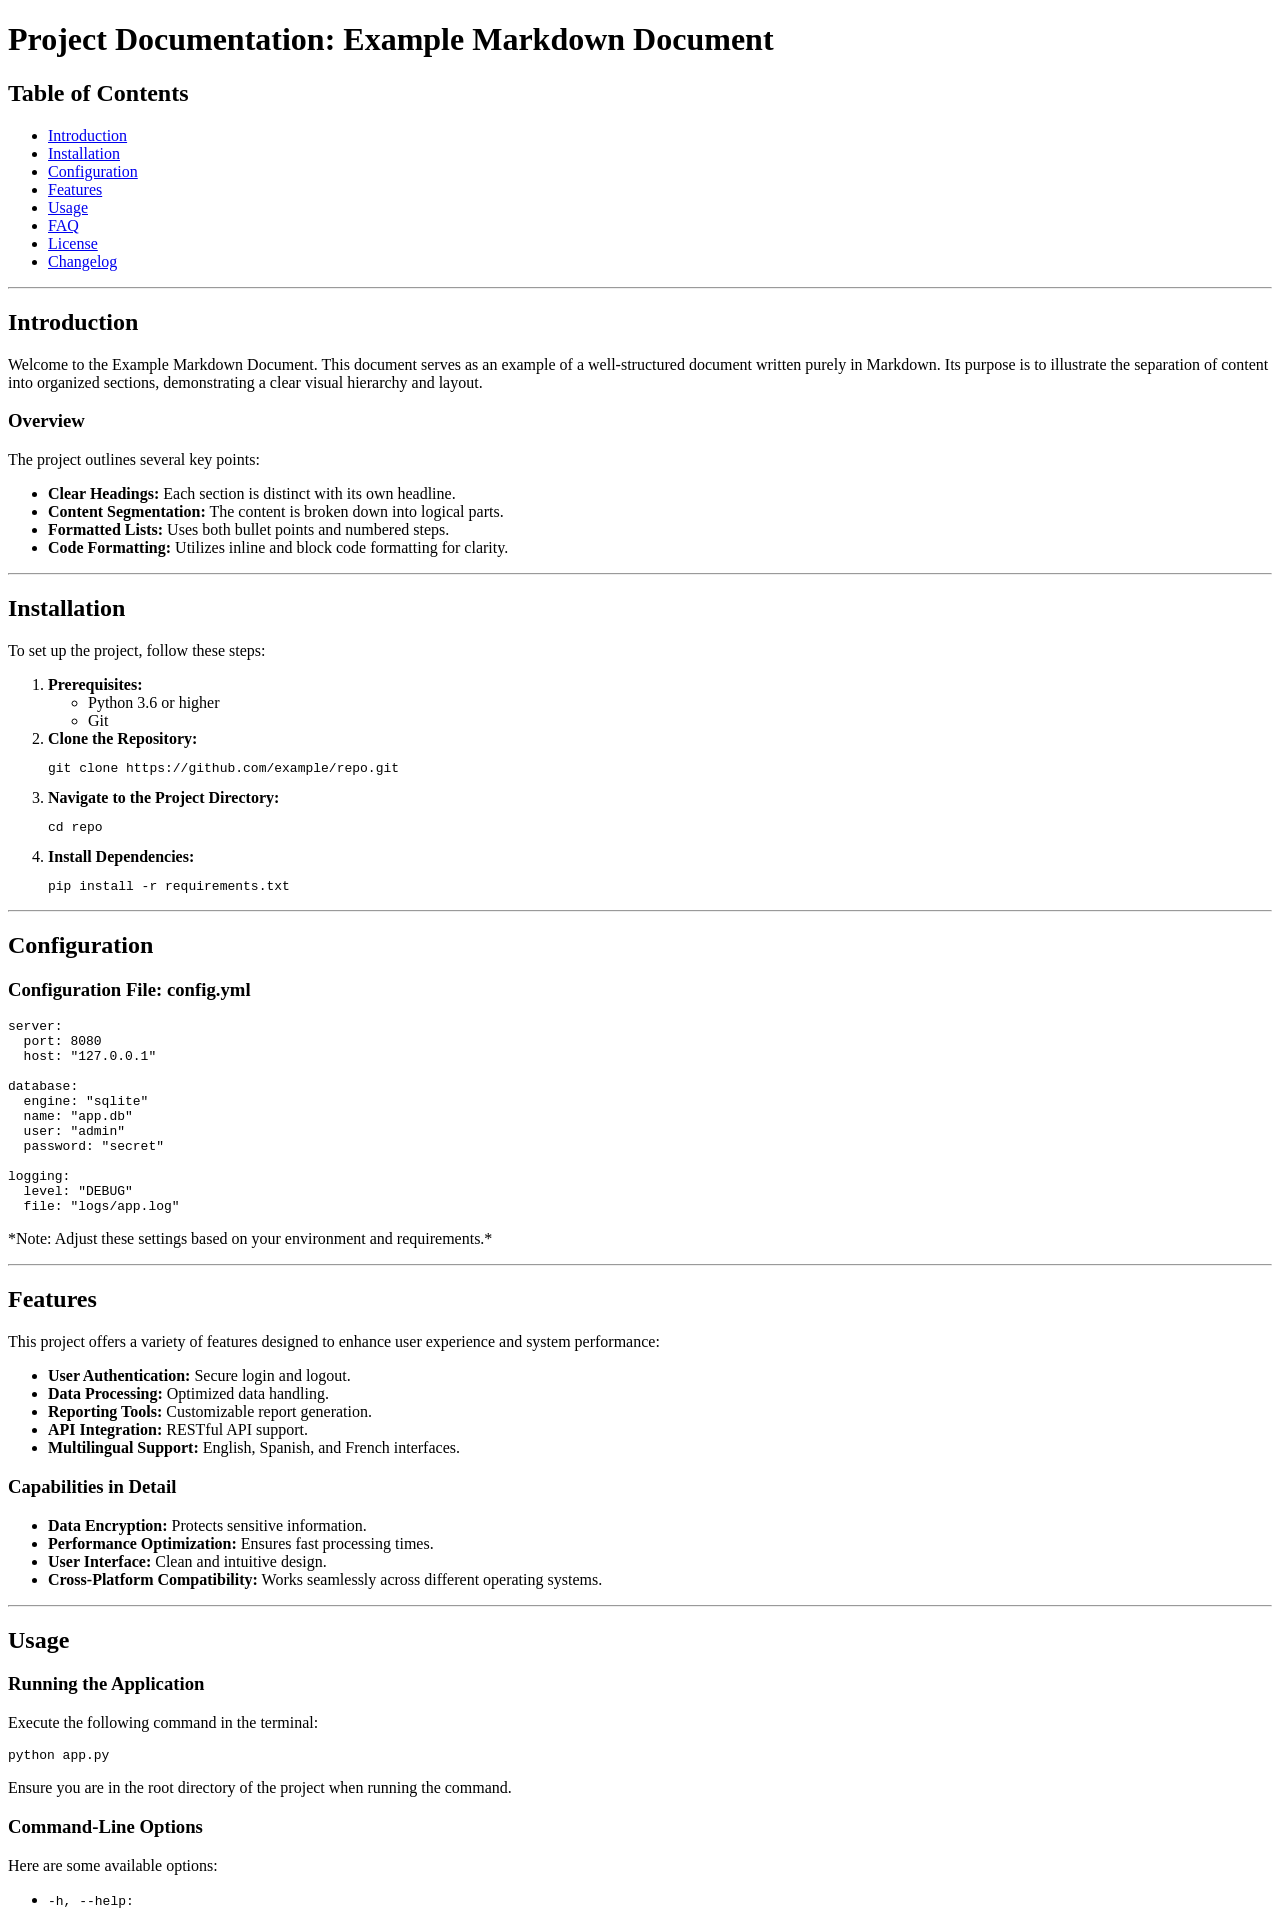 Project Documentation: Example Markdown Document
Table of Contents
Introduction
Installation
Configuration
Features
Usage
FAQ
License
Changelog
Introduction
Welcome to the Example Markdown Document. This document serves as an example of a well-structured document written purely in Markdown. Its purpose is to illustrate the separation of content
into organized sections, demonstrating a clear visual hierarchy and layout.
Overview
The project outlines several key points:
Clear Headings: Each section is distinct with its own headline.
Content Segmentation: The content is broken down into logical parts.
Formatted Lists: Uses both bullet points and numbered steps.
Code Formatting: Utilizes inline and block code formatting for clarity.
Installation
To set up the project, follow these steps:
1. Prerequisites:
Python 3.6 or higher
Git
2. Clone the Repository:
git clone https://github.com/example/repo.git
3. Navigate to the Project Directory:
cd repo
4. Install Dependencies:
pip install -r requirements.txt
Configuration
Configuration File: config.yml
server:
  port: 8080
  host: "127.0.0.1"
database:
  engine: "sqlite"
  name: "app.db"
  user: "admin"
  password: "secret"
logging:
  level: "DEBUG"
  file: "logs/app.log"
*Note: Adjust these settings based on your environment and requirements.*
Features
This project offers a variety of features designed to enhance user experience and system performance:
User Authentication: Secure login and logout.
Data Processing: Optimized data handling.
Reporting Tools: Customizable report generation.
API Integration: RESTful API support.
Multilingual Support: English, Spanish, and French interfaces.
Capabilities in Detail
Data Encryption: Protects sensitive information.
Performance Optimization: Ensures fast processing times.
User Interface: Clean and intuitive design.
Cross-Platform Compatibility: Works seamlessly across different operating systems.
Usage
Running the Application
Execute the following command in the terminal:
python app.py
Ensure you are in the root directory of the project when running the command.
Command-Line Options
Here are some available options:
-h, --help: